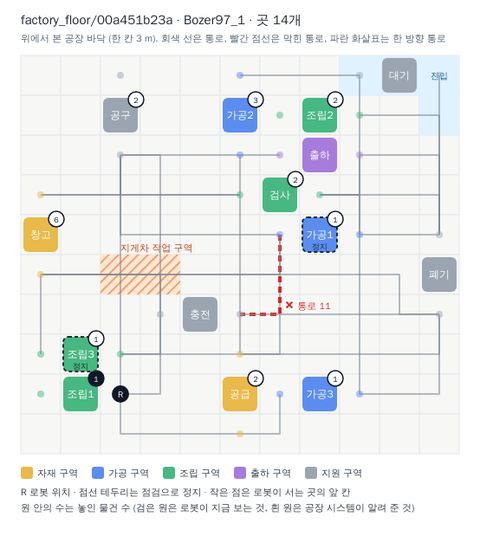 factory_floor/00a451b23a · Bozer97_1 · 곳 14개
위에서 본 공장 바닥 (한 칸 3 m). 회색 선은 통로, 빨간 점선은 막힌 통로, 파란 화살표는 한 방향 통로
대기
전입
2
공구
3
가공2
2
조립2
출하
2
검사
6
창고
1
가공1
정지
지게차 작업 구역
폐기
✖ 통로 11
충전
1
조립3
정지
1
조립1
R
2
공급
1
가공3
자재 구역
가공 구역
조립 구역
출하 구역
지원 구역
R 로봇 위치 · 점선 테두리는 점검으로 정지 · 작은 점은 로봇이 서는 곳의 앞 칸
원 안의 수는 놓인 물건 수 (검은 원은 로봇이 지금 보는 것, 흰 원은 공장 시스템이 알려 준 것)